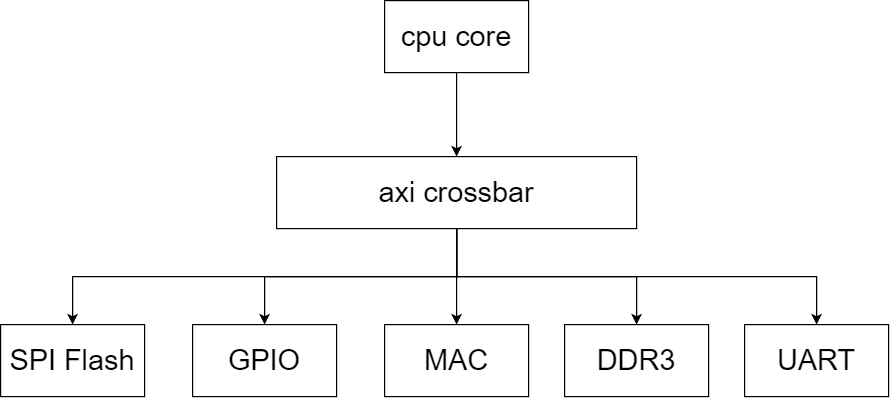 cpu core
axi crossbar
SPI Flash
GPIO
MAC
DDR3
UART